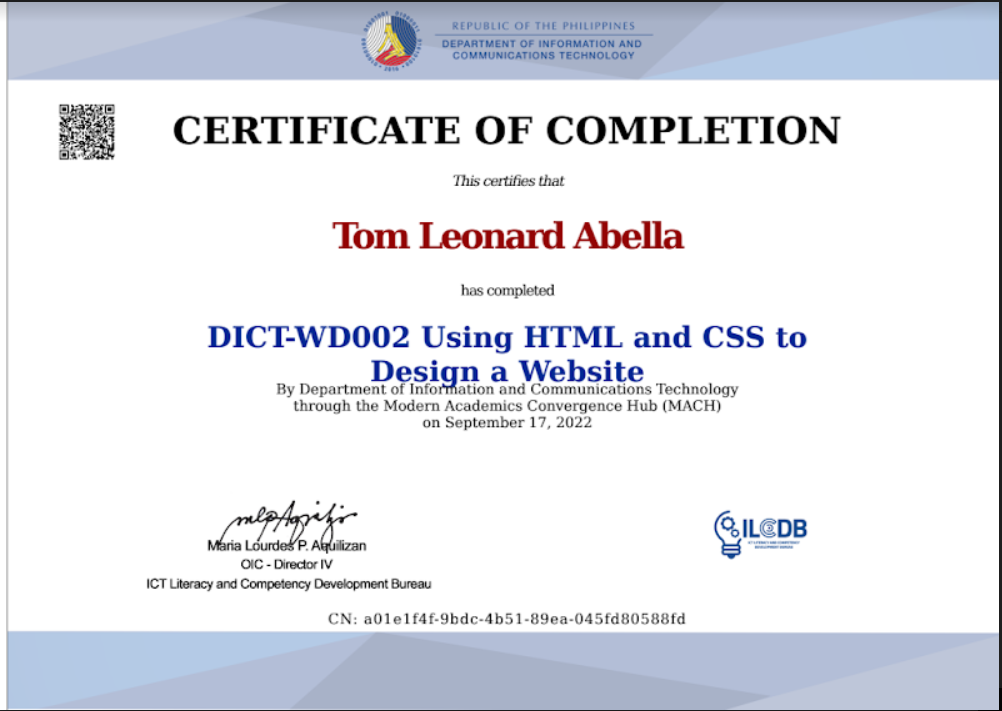 REPUBLIC OF THE PHILIPPINES
DEPARTMENT OF INFORMATION AND
COMMUNICATIONS TECHNOLOGY
CERTIFICATE OF COMPLETION
This certifies that
Tom Leonard Abella
has completed
DICT-WD002 Using HTML and CSS to
Design a Website
By Department of Information and Communications Technology
through the Modern Academics Convergence Hub (MACH)
on September 17, 2022
Maria Lourdes P. Aquilizan
OIC - Director IV
ICT Literacy and Competency Development Bureau
ILCDB
ICT LITERACY AND COMPETENCY
DEVELOPMENT BUREAU
CN: a01e1f4f-9bdc-4b51-89ea-045fd80588fd